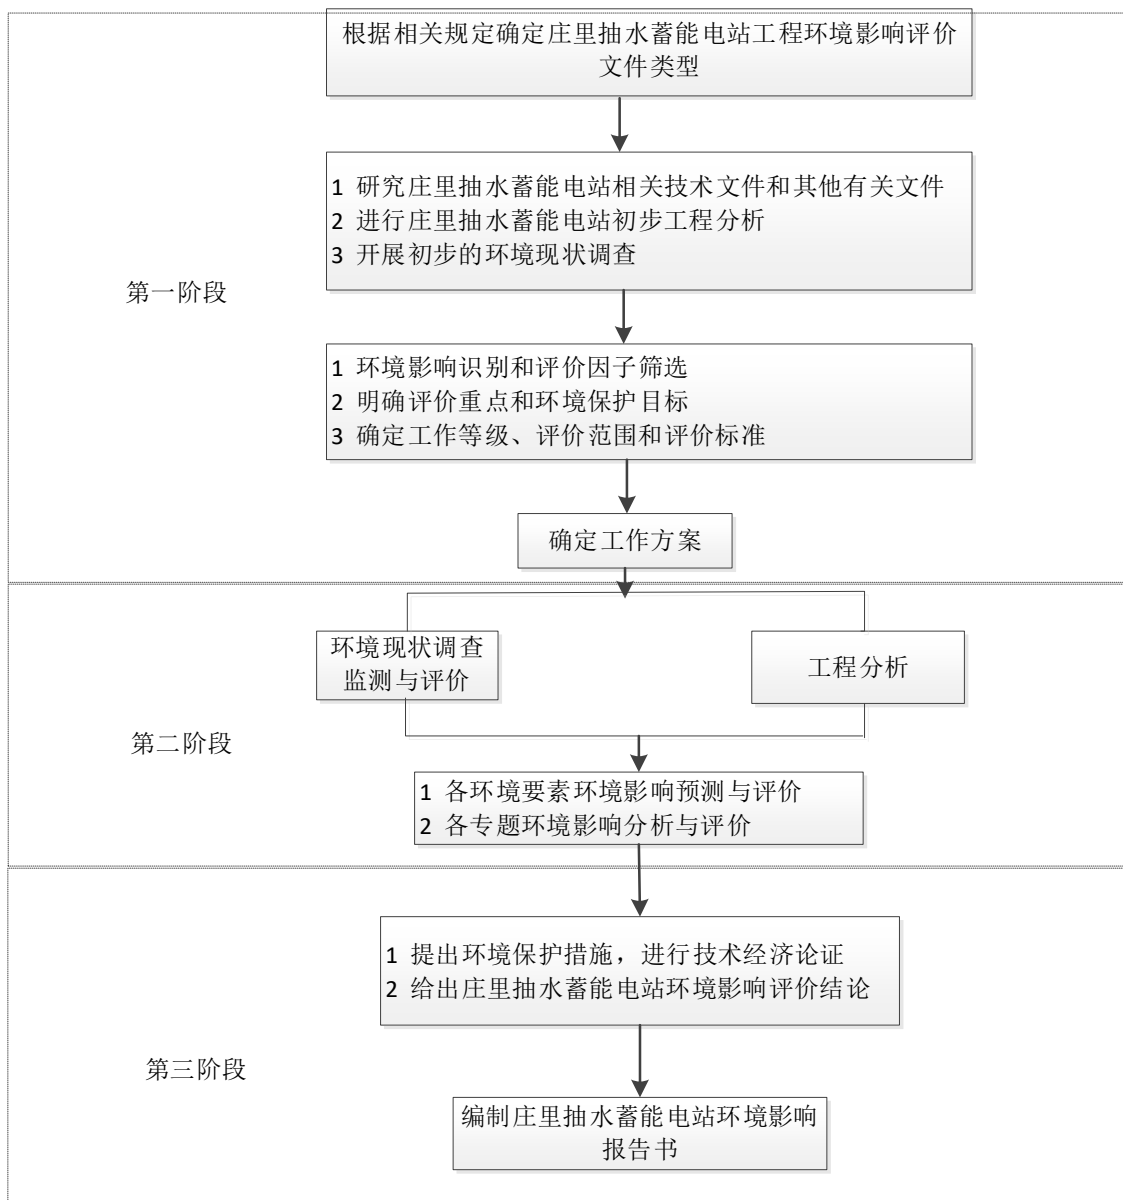 根据相关规定确定庄里抽水蓄能电站工程环境影响评价
文件类型
1 研究庄里抽水蓄能电站相关技术文件和其他有关文件
2 进行庄里抽水蓄能电站初步工程分析
3 开展初步的环境现状调查
第一阶段
1 环境影响识别和评价因子筛选
2 明确评价重点和环境保护目标
3 确定工作等级、评价范围和评价标准
确定工作方案
环境现状调查
监测与评价
工程分析
第二阶段
1 各环境要素环境影响预测与评价
2 各专题环境影响分析与评价
1 提出环境保护措施，进行技术经济论证
2 给出庄里抽水蓄能电站环境影响评价结论
第三阶段
编制庄里抽水蓄能电站环境影响
报告书